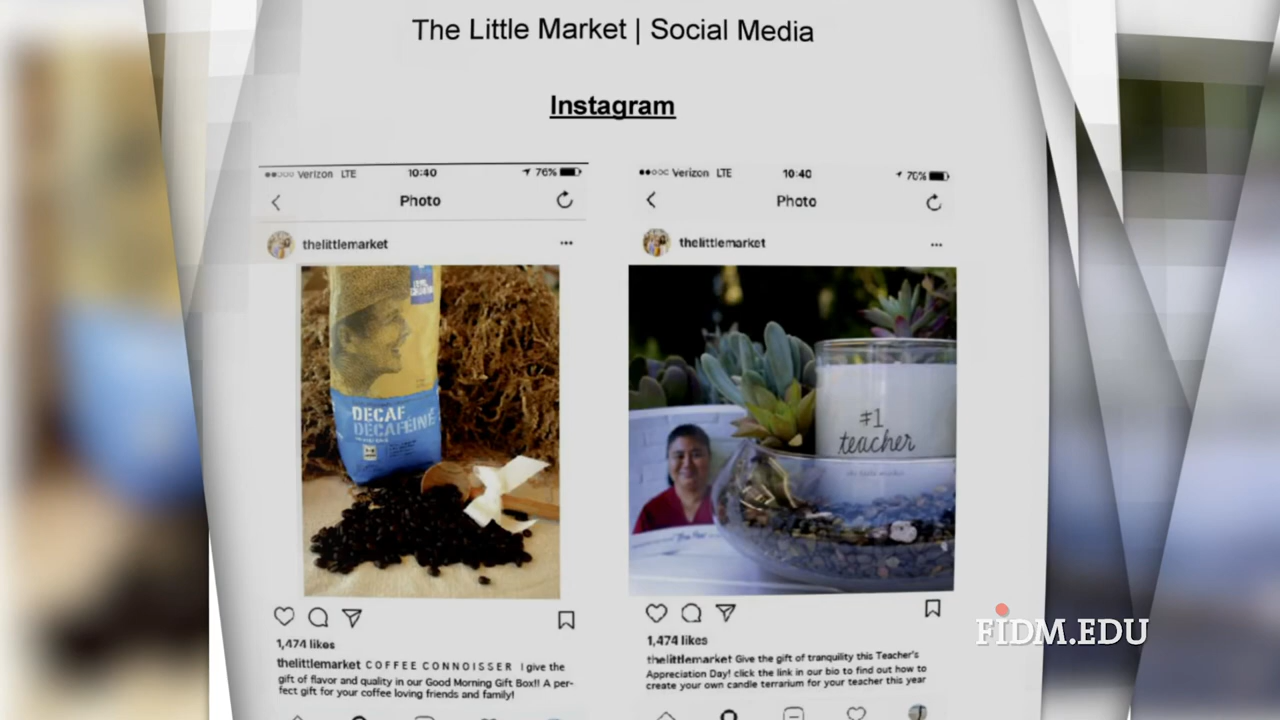 The Little Market | Social Media
Instagram
Verizon LTE 10:40 76%
Photo
thelittlemarket
DECAF
DÉCAFÉINÉ
1,474 likes
thelittlemarket C O F F E E C O N N O I S S E R I give the
gift of flavor and quality in our Good Morning Gift Box!! A per-
fect gift for your coffee loving friends and family!
Verizon LTE 10:40 70%
Photo
thelittlemarket
#1
teacher
the little market
1,474 likes
thelittlemarket Give the gift of tranquility this Teacher's
Appreciation Day! click the link in our bio to find out how to
create your own candle terrarium for your teacher this year
FIDM.EDU